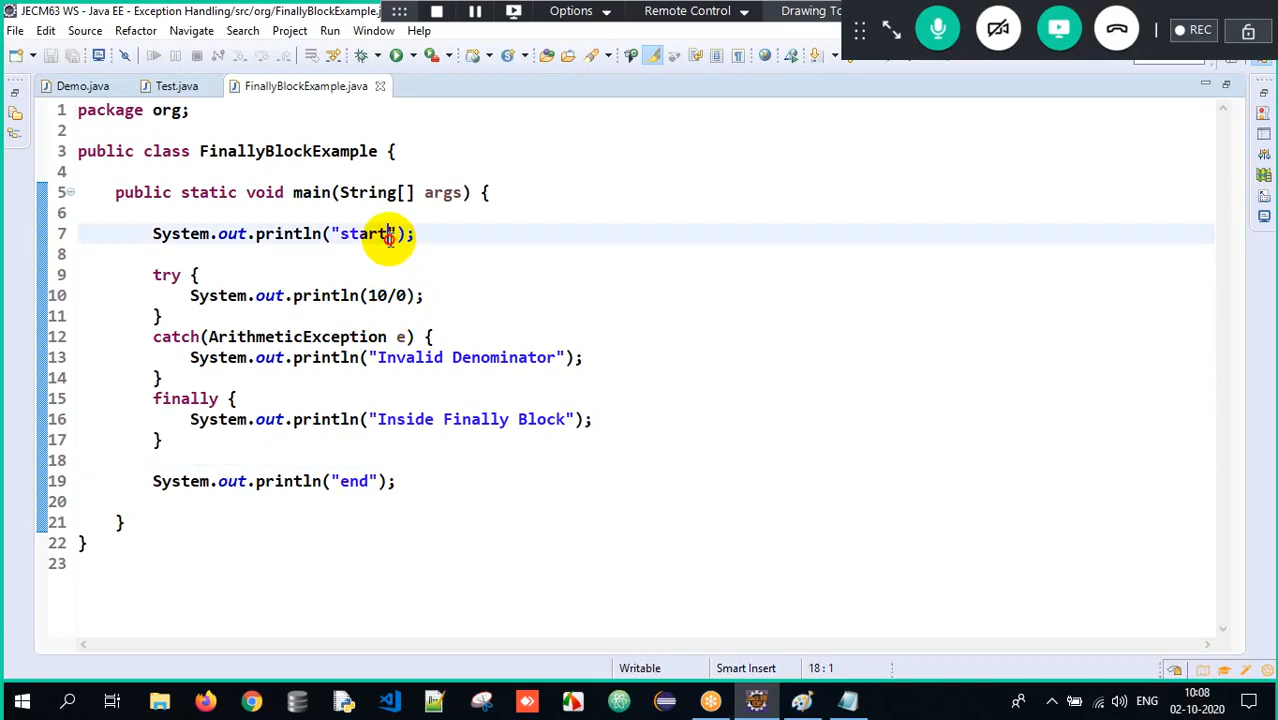 JECM63 WS - Java EE - Exception Handling/src/org/FinallyBlockExample.j
Options
Remote Control
Drawing To
REC
File Edit Source Refactor Navigate Search Project Run Window Help
Demo.java
Test.java
FinallyBlockExample.java
1 package org;
2
3 public class FinallyBlockExample {
4
5 public static void main(String[] args) {
6
7 System.out.println("start");
8
9 try {
10 System.out.println(10/0);
11 }
12 catch(ArithmeticException e) {
13 System.out.println("Invalid Denominator");
14 }
15 finally {
16 System.out.println("Inside Finally Block");
17 }
18
19 System.out.println("end");
20
21 }
22 }
23
Writable
Smart Insert
18 : 1
ENG
10:08
02-10-2020